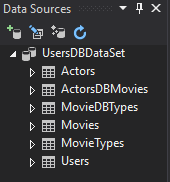 Data Sources
UsersDBDataSet
Actors
ActorsDBMovies
MovieDBTypes
Movies
MovieTypes
Users